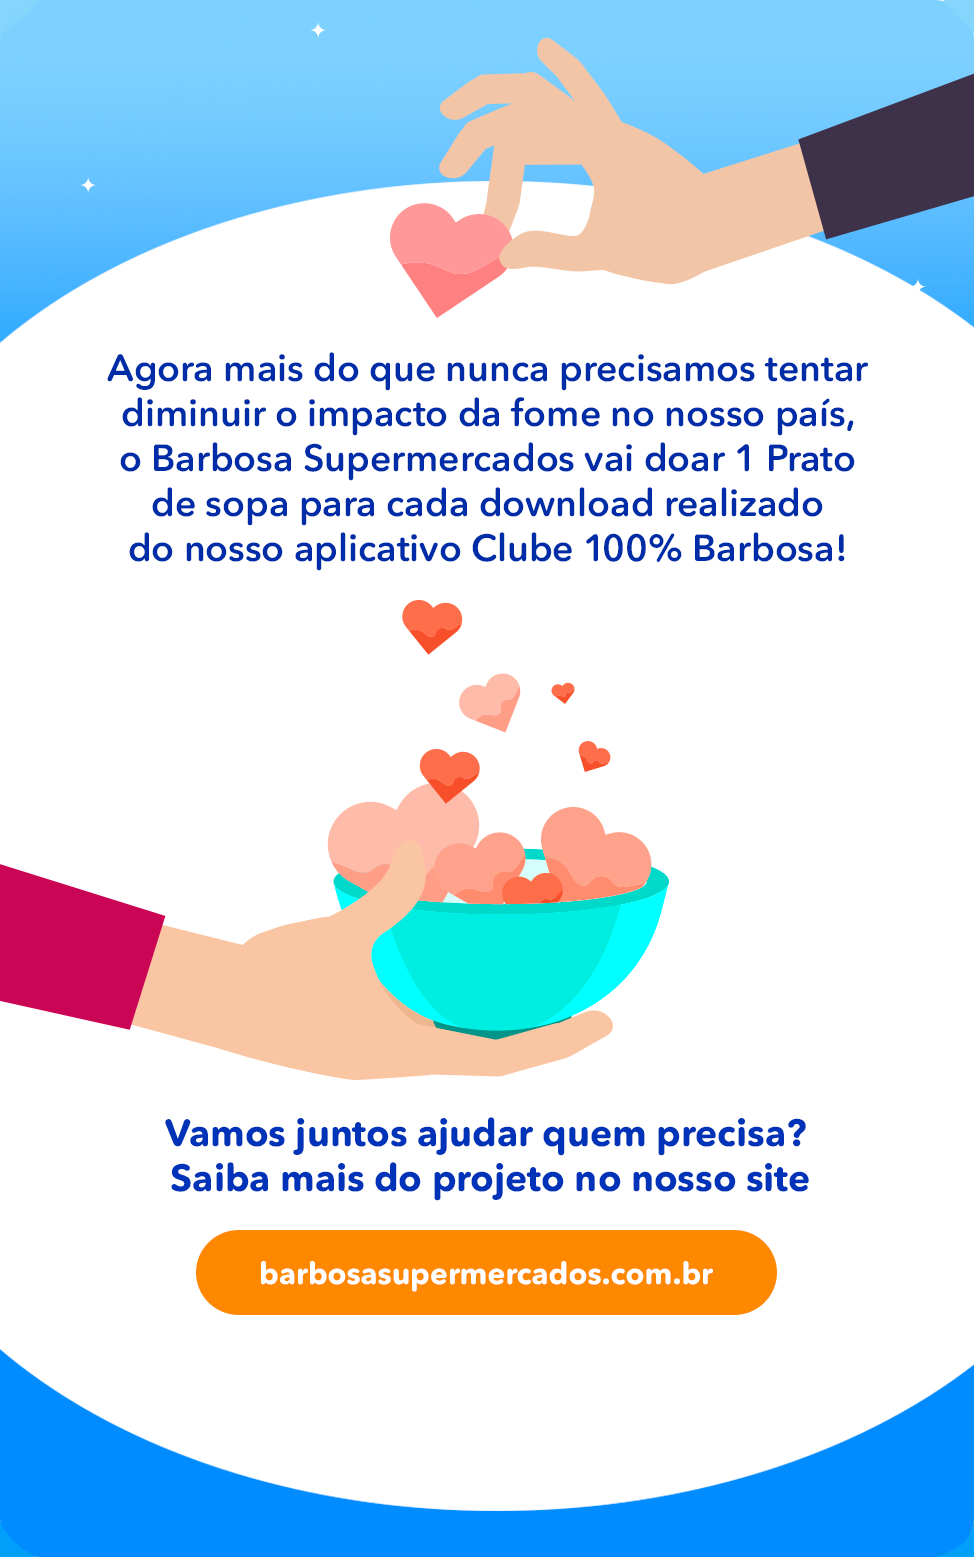 Agora mais do que nunca precisamos tentar
diminuir o impacto da fome no nosso país,
o Barbosa Supermercados vai doar 1 Prato
de sopa para cada download realizado
do nosso aplicativo Clube 100% Barbosa!
Vamos juntos ajudar quem precisa?
Saiba mais do projeto no nosso site
barbosasupermercados.com.br